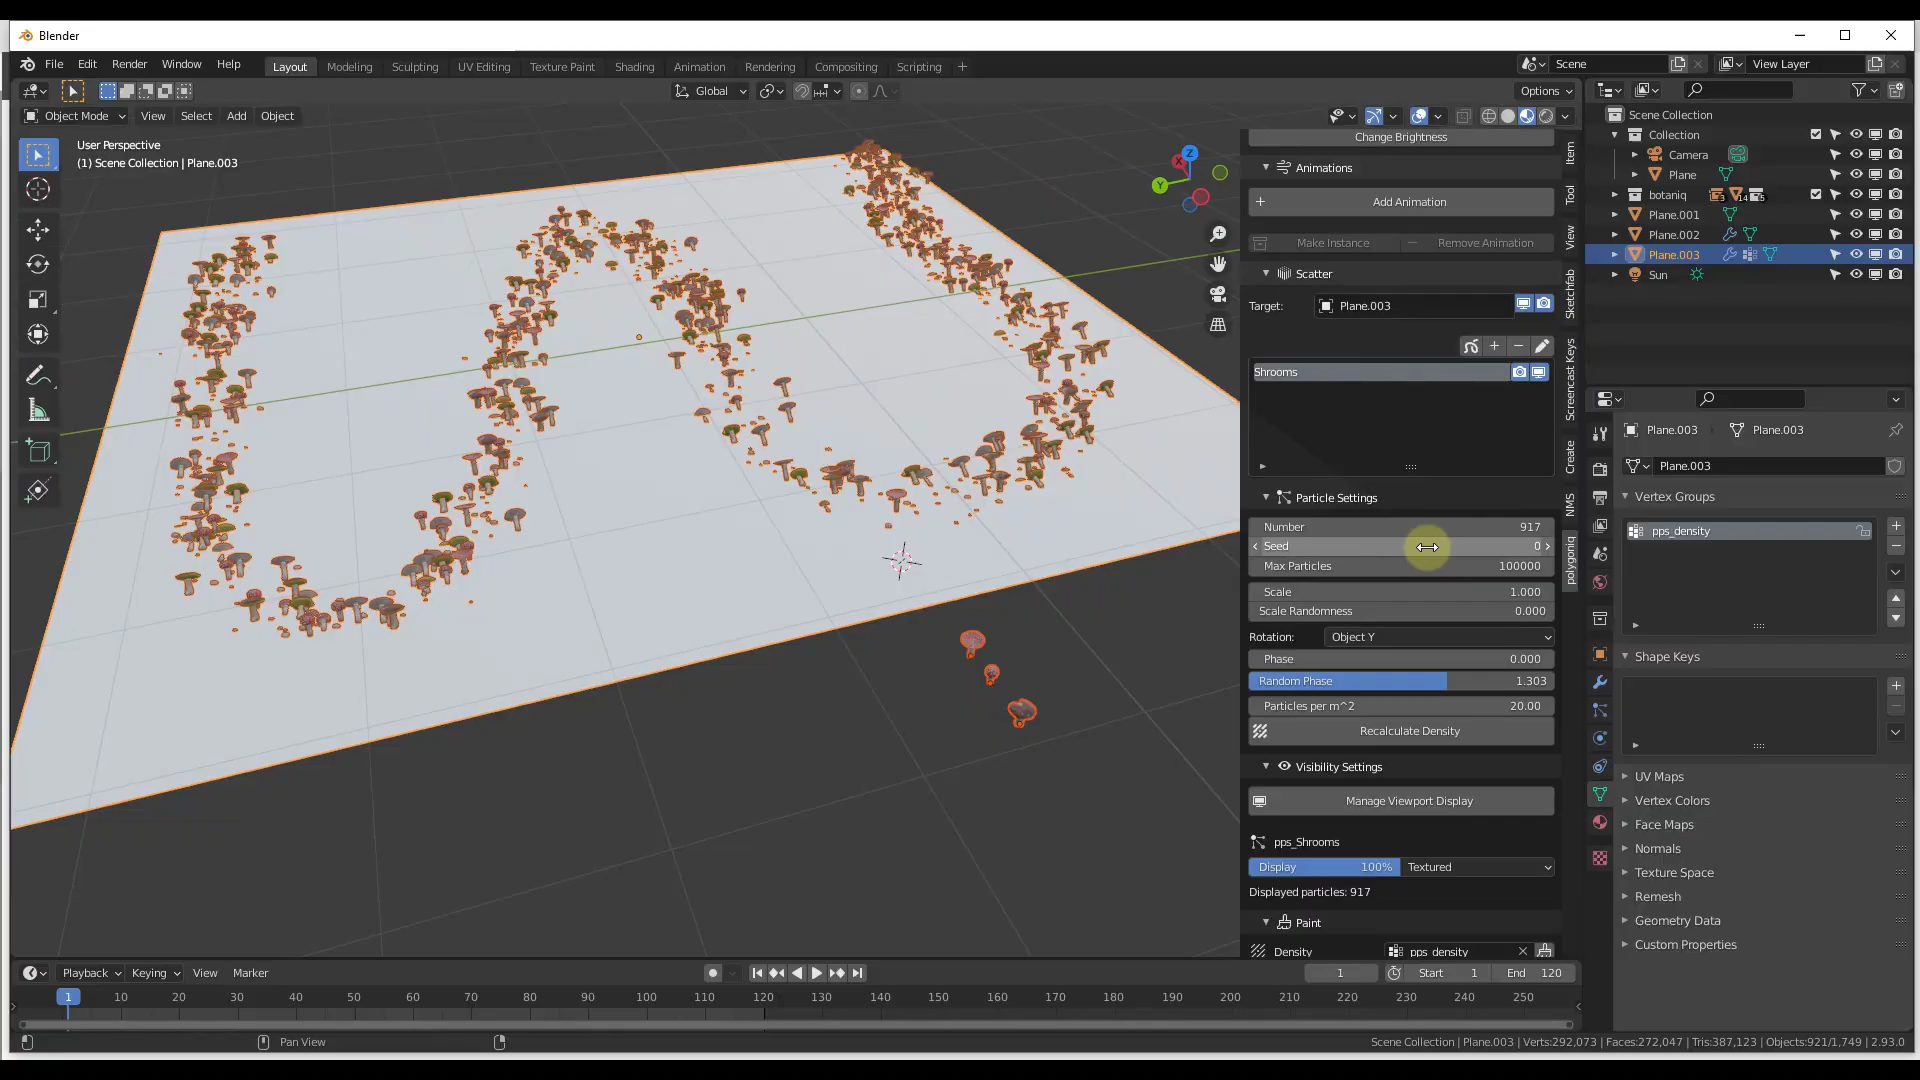 Blender
File Edit Render Window Help
Layout Modeling Sculpting UV Editing Texture Paint Shading Animation Rendering Compositing Scripting +
Scene
View Layer
Global
Options
Object Mode View Select Add Object
User Perspective
(1) Scene Collection | Plane.003
Z
X
Y
Change Brightness
Animations
+ Add Animation
Make Instance
Remove Animation
Scatter
Target: Plane.003
Shrooms
Particle Settings
Number 917
Seed 0
Max Particles 100000
Scale 1.000
Scale Randomness 0.000
Rotation: Object Y
Phase 0.000
Random Phase 1.303
Particles per m^2 20.00
Recalculate Density
Visibility Settings
Manage Viewport Display
pps_Shrooms
Display 100% Textured
Displayed particles: 917
Paint
Density pps_density
Item
Tool
View
Sketchfab
Screencast Keys
Create
NMS
polygoniq
Scene Collection
Collection
Camera
Plane
botaniq 3 14 5
Plane.001
Plane.002
Plane.003
Sun
Plane.003 Plane.003
Plane.003
Vertex Groups
pps_density
Shape Keys
UV Maps
Vertex Colors
Face Maps
Normals
Texture Space
Remesh
Geometry Data
Custom Properties
Playback Keying View Marker
1 Start 1 End 120
1 10 20 30 40 50 60 70 80 90 100 110 120 130 140 150 160 170 180 190 200 210 220 230 240 250
Pan View
Scene Collection | Plane.003 | Verts:292,073 | Faces:272,047 | Tris:387,123 | Objects:921/1,749 | 2.93.0